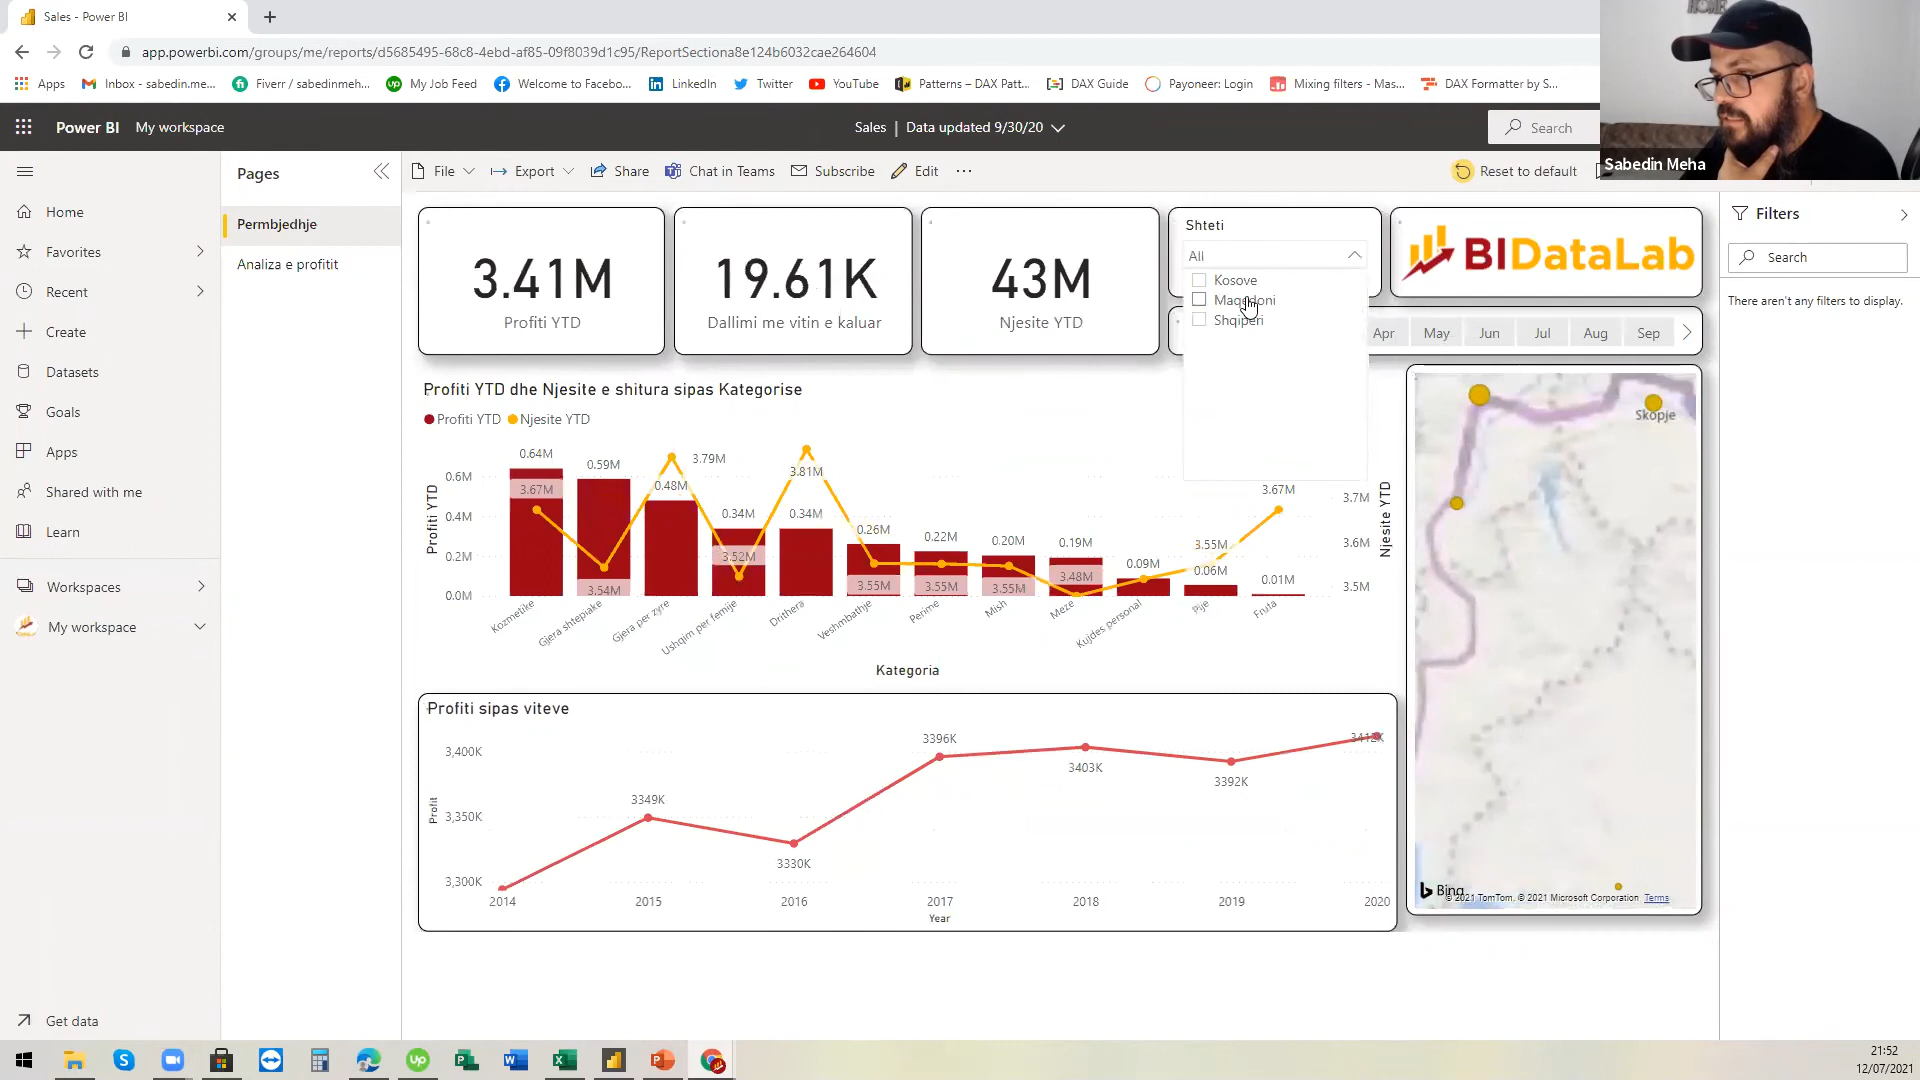 Sales - Power BI
app.powerbi.com/groups/me/reports/d5685495-68c8-4ebd-af85-09f8039d1c95/ReportSectiona8e124b6032cae264604
Apps
Inbox - sabedin.me...
Fiverr / sabedinmeh...
My Job Feed
Welcome to Facebo...
LinkedIn
Twitter
YouTube
Patterns – DAX Patt...
DAX Guide
Payoneer: Login
Mixing filters - Mas...
DAX Formatter by S...
HOME
Sabedin Meha
Power BI My workspace
Sales | Data updated 9/30/20
Search
File
Export
Share
Chat in Teams
Subscribe
Edit
Reset to default
Home
Favorites
Recent
Create
Datasets
Goals
Apps
Shared with me
Learn
Workspaces
My workspace
Get data
Pages
Permbjedhje
Analiza e profitit
3.41M
Profiti YTD
19.61K
Dallimi me vitin e kaluar
43M
Njesite YTD
Shteti
All
Kosove
Maqedoni
Shqiperi
BIDataLab
Apr May Jun Jul Aug Sep
Filters
Search
There aren't any filters to display.
Profiti YTD dhe Njesite e shitura sipas Kategorise
Profiti YTD Njesite YTD
Profiti YTD
0.6M
0.4M
0.2M
0.0M
0.64M 0.59M 0.48M 0.34M 0.34M 0.26M 0.22M 0.20M 0.19M 0.09M 0.06M 0.01M
3.67M 3.54M 3.79M 3.52M 3.81M 3.55M 3.55M 3.55M 3.48M 3.55M 3.67M
3.7M
3.6M
3.5M
Njesite YTD
Kozmetike Gjera shtepiake Gjera per zyre Ushqim per femije Drithera Veshmbathje Perime Mish Meze Kujdes personal Pije Fruta
Kategoria
Skopje
Bing
© 2021 TomTom, © 2021 Microsoft Corporation Terms
Profiti sipas viteve
Profit
3,400K
3,350K
3,300K
3349K 3330K 3396K 3403K 3392K 3412K
2014 2015 2016 2017 2018 2019 2020
Year
21:52
12/07/2021